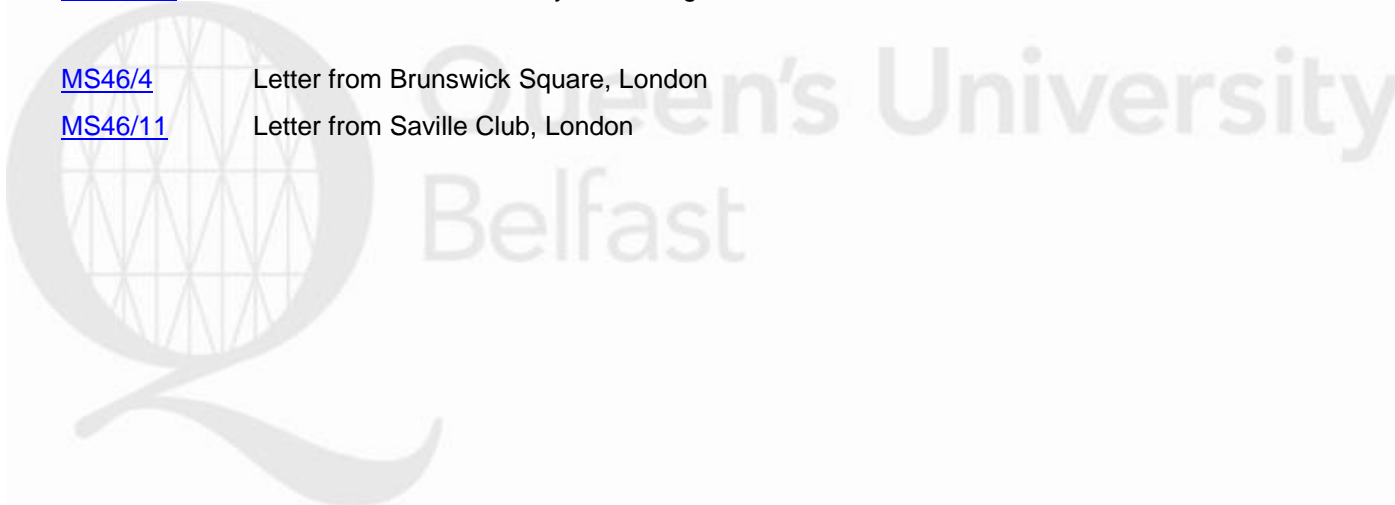 MS46/4 Letter from Brunswick Square, London
MS46/11 Letter from Saville Club, London
Queen's University
Belfast